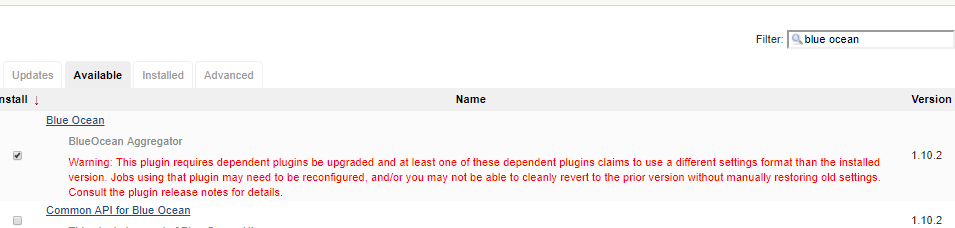 Filter: blue ocean
Updates Available Installed Advanced
nstall ↓ Name Version
Blue Ocean
BlueOcean Aggregator
Warning: This plugin requires dependent plugins be upgraded and at least one of these dependent plugins claims to use a different settings format than the installed
1.10.2
version. Jobs using that plugin may need to be reconfigured, and/or you may not be able to cleanly revert to the prior version without manually restoring old settings.
Consult the plugin release notes for details.
Common API for Blue Ocean
1.10.2